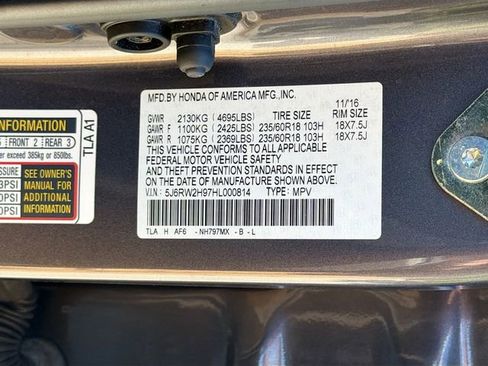 MFD.BY HONDA OF AMERICA MFG.,INC.
11/16
GVWR 2130KG (4695LBS) TIRE SIZE RIM SIZE
GAWR F 1100KG (2425LBS) 235/60R18 103H 18X7.5J
GAWR R 1075KG (2369LBS) 235/60R18 103H 18X7.5J
THIS VEHICLE CONFORMS TO ALL APPLICABLE
FEDERAL MOTOR VEHICLE SAFETY
AND THEFT PREVENTION STANDARDS IN EFFECT
ON THE DATE OF MANUFACTURE SHOWN ABOVE.
V.I.N:5J6RW2H97HL000814 TYPE: MPV
TLA H AF6 -NH797MX -B -L
INFORMATION
5 FRONT 2 REAR 3
er exceed 385kg or 850lbs.
SEE OWNER'S
MANUAL FOR
ADDITIONAL
INFORMATION
TLA A1